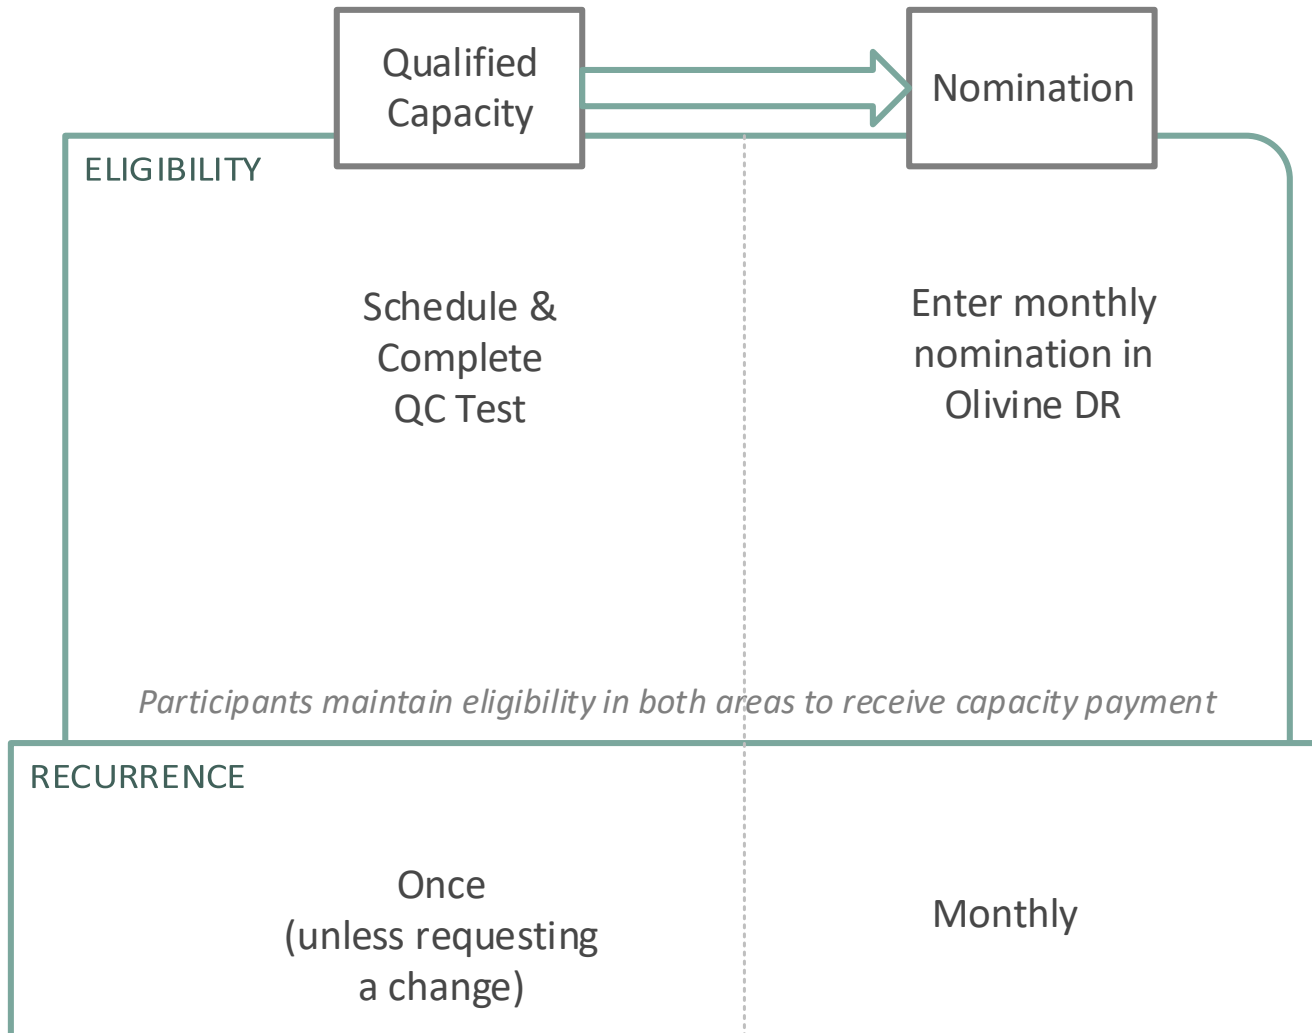 Qualified
Capacity
Nomination
ELIGIBILITY
Schedule &
Complete
QC Test
Enter monthly
nomination in
Olivine DR
Participants maintain eligibility in both areas to receive capacity payment
RECURRENCE
Once
(unless requesting
a change)
Monthly